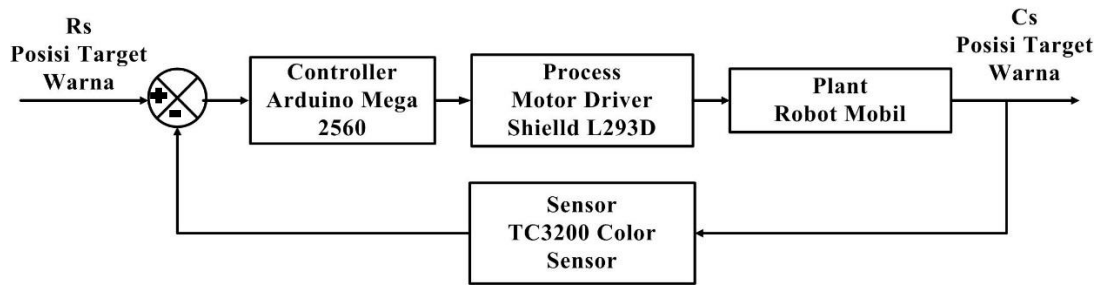 Rs
Posisi Target
Warna
+
-
Controller
Arduino Mega
2560
Process
Motor Driver
Shielld L293D
Plant
Robot Mobil
Cs
Posisi Target
Warna
Sensor
TC3200 Color
Sensor